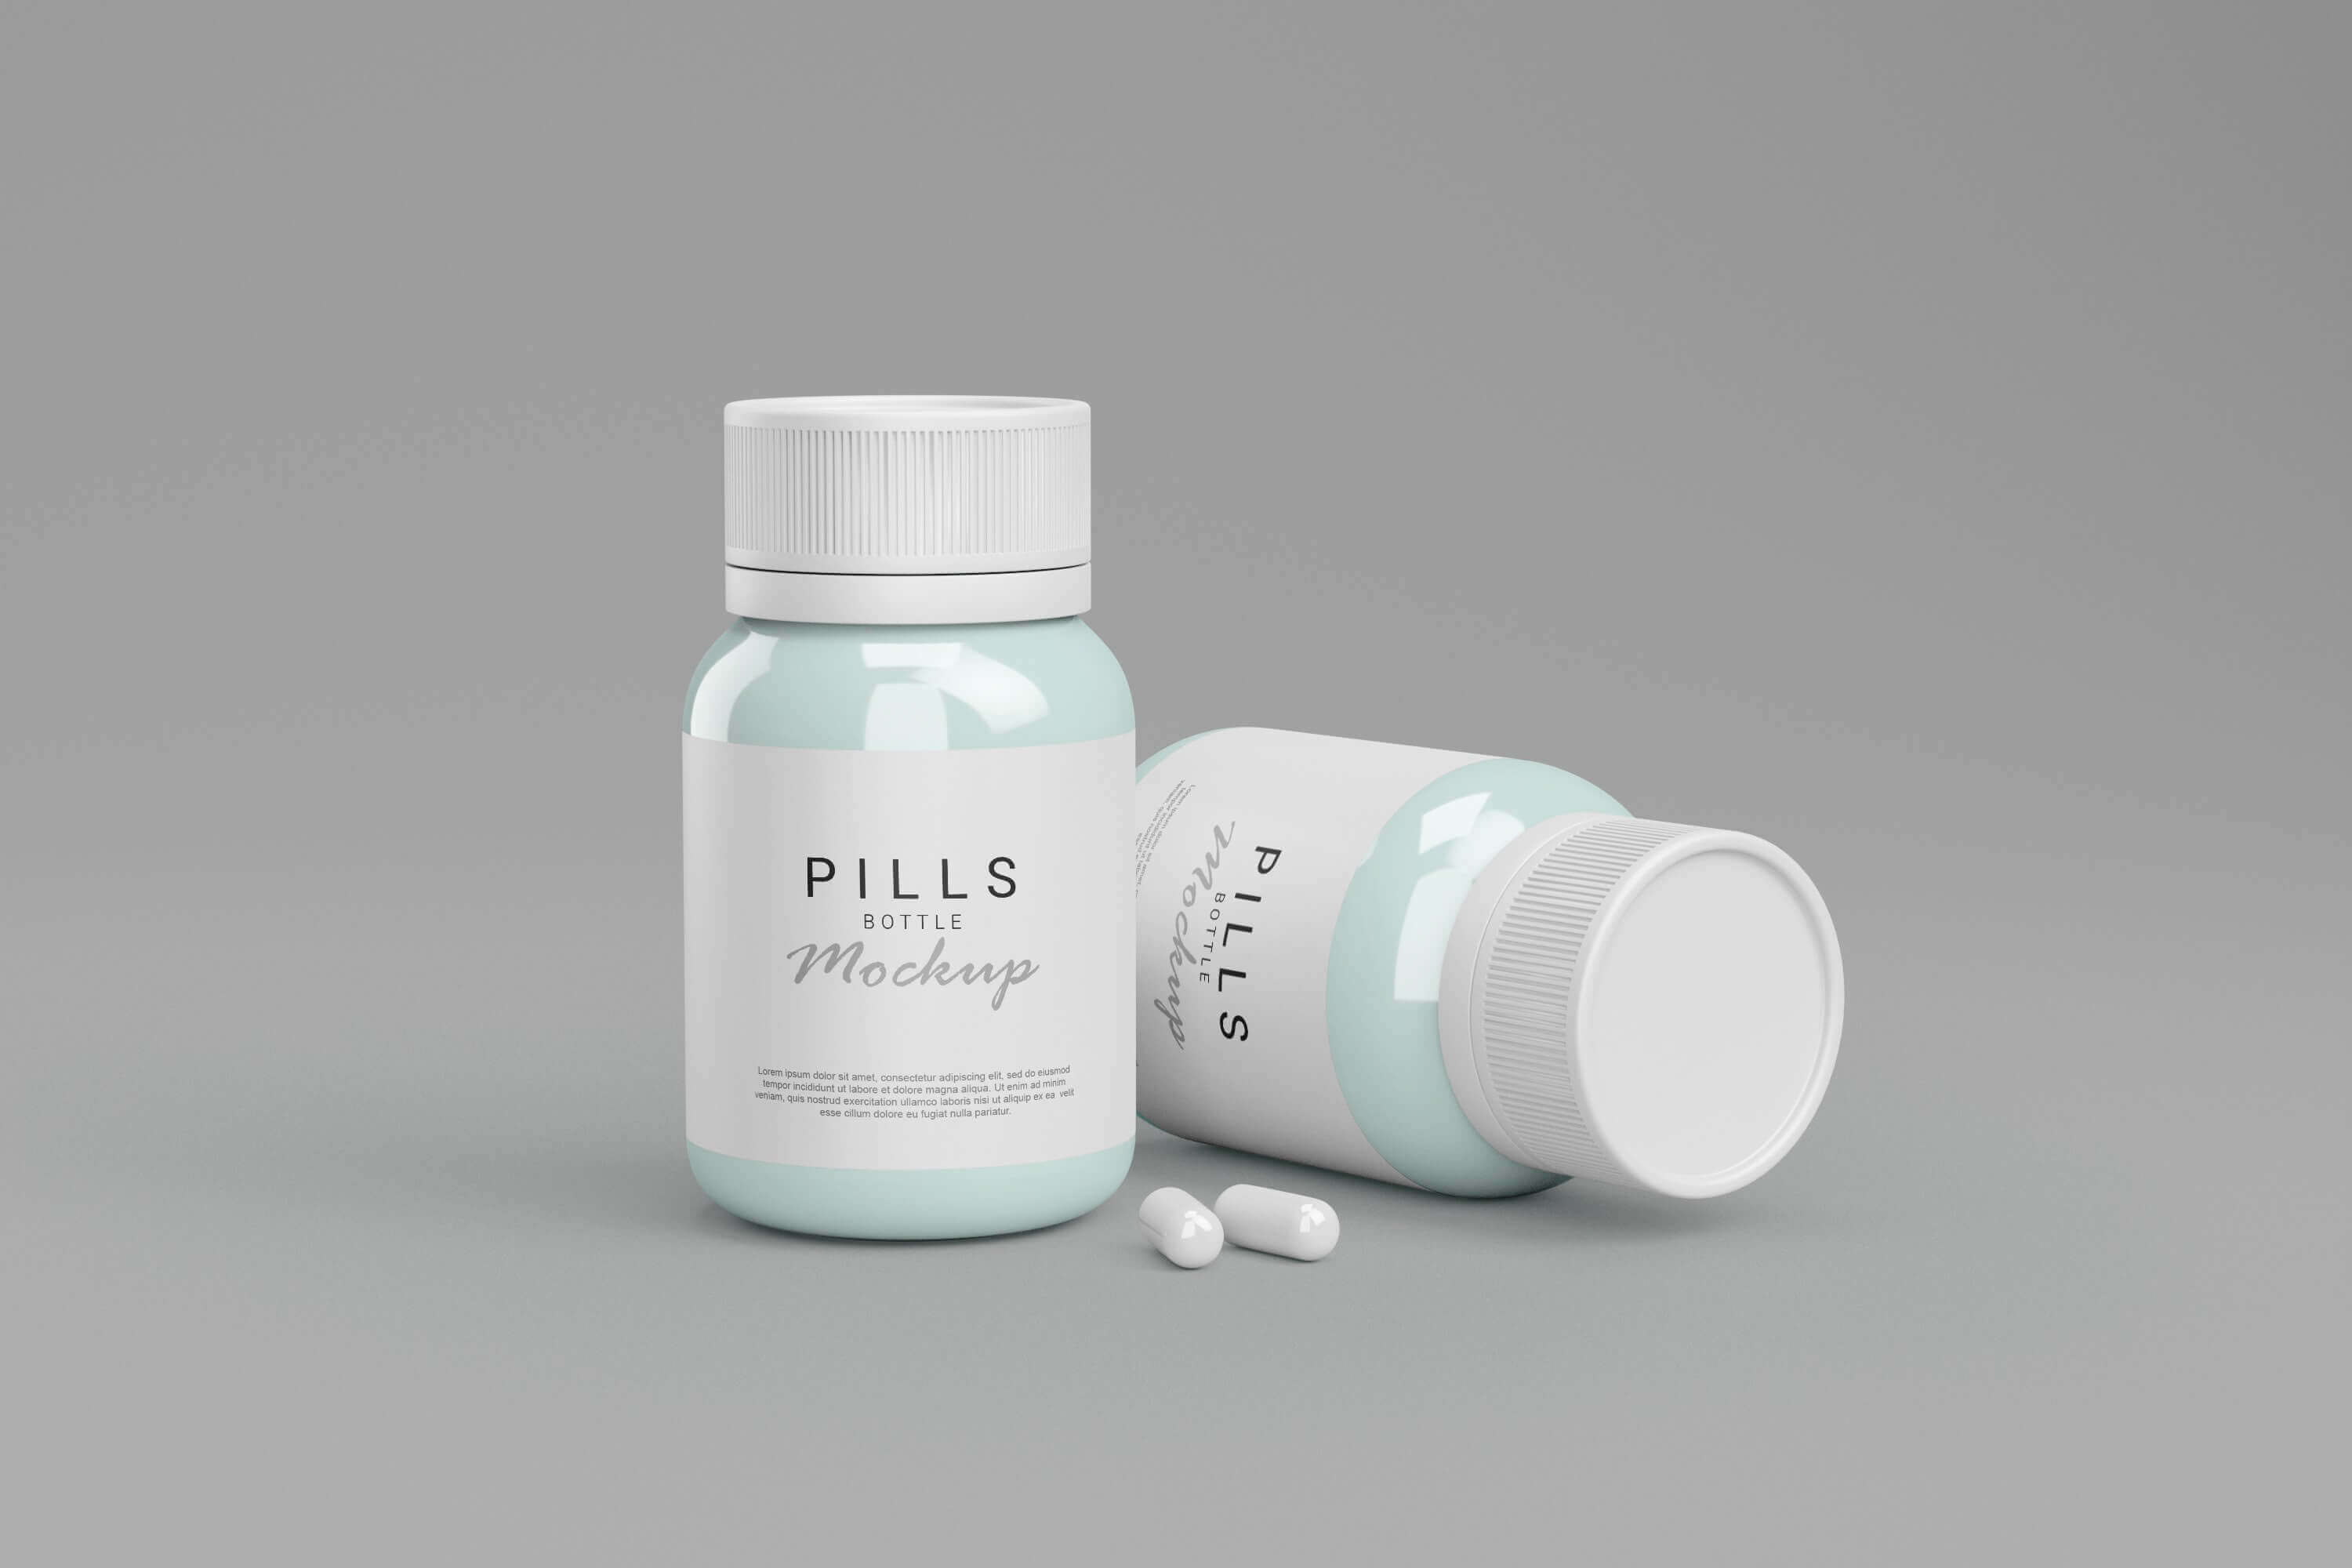 PILLS
BOTTLE
Mockup
Lorem ipsum dolor sit amet, consectetur adipiscing elit, sed do eiusmod
tempor incididunt ut labore et dolore magna aliqua. Ut enim ad minim
veniam, quis nostrud exercitation ullamco laboris nisi ut aliquip ex ea velit
esse cillum dolore eu fugiat nulla pariatur.
PILLS
BOTTLE
Mockup